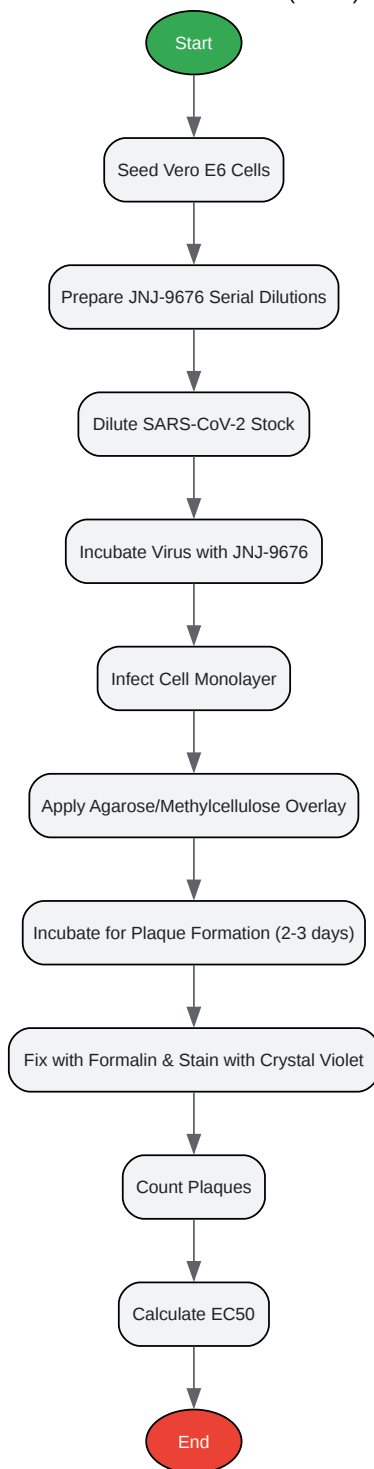 Start
Seed Vero E6 Cells
Prepare JNJ-9676 Serial Dilutions
Dilute SARS-CoV-2 Stock
Incubate Virus with JNJ-9676
Infect Cell Monolayer
Apply Agarose/Methylcellulose Overlay
Incubate for Plaque Formation (2-3 days)
Fix with Formalin & Stain with Crystal Violet
Count Plaques
Calculate EC50
End